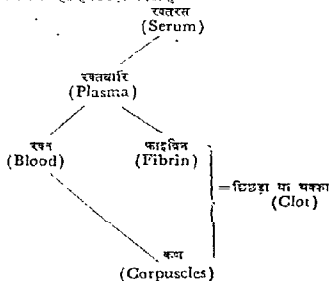 रक्तरस
(Serum)
रक्तवारि
(Plasma)
रक्त फाइब्रिन
(Blood) (Fibrin)
=छिछड़ा या थक्का
(Clot)
कण
(Corpuscles)